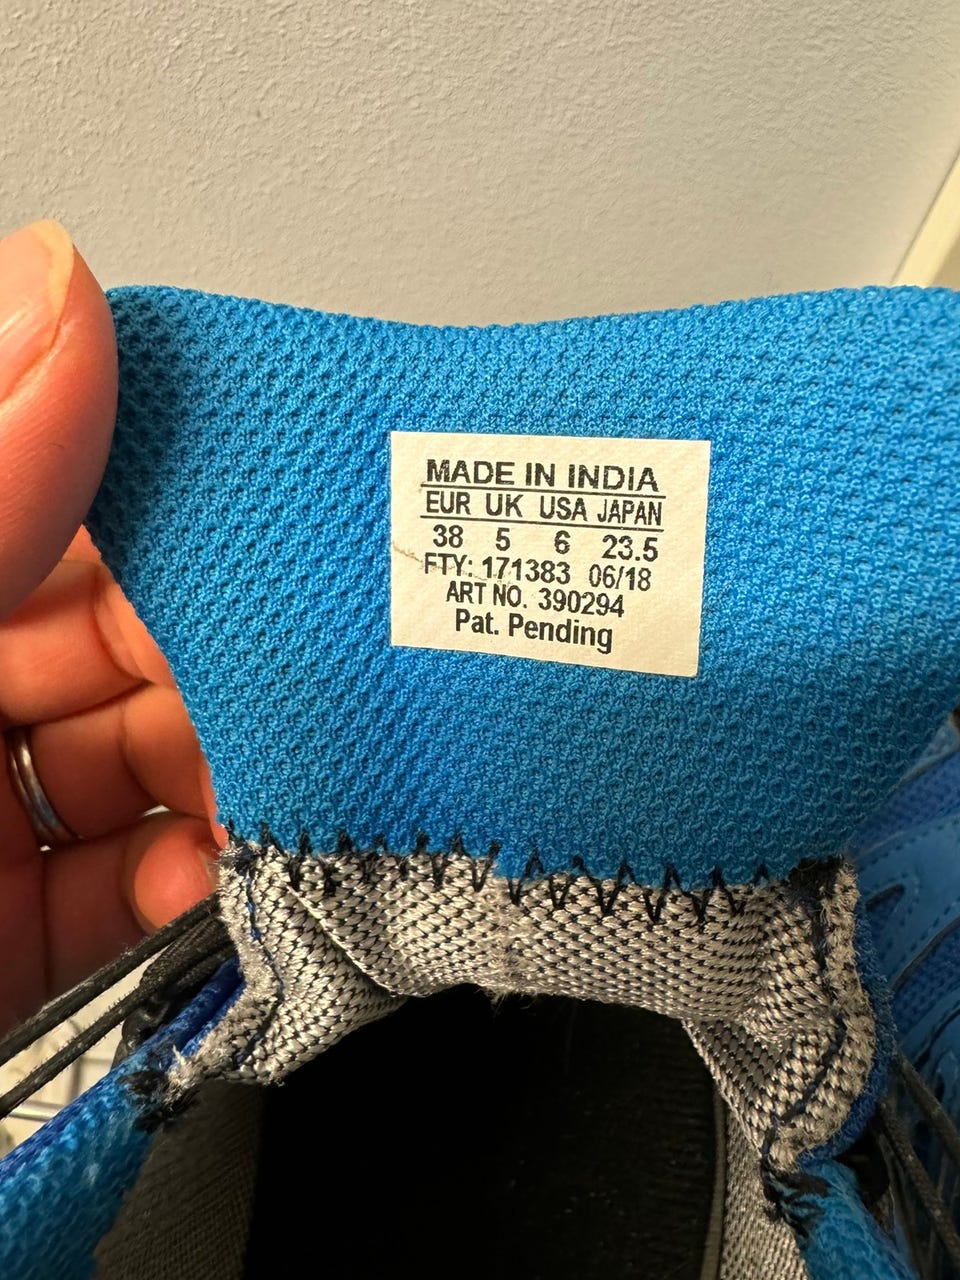 MADE IN INDIA
EUR UK USA JAPAN
38 5 6 23.5
FTY: 171383 06/18
ART NO. 390294
Pat. Pending